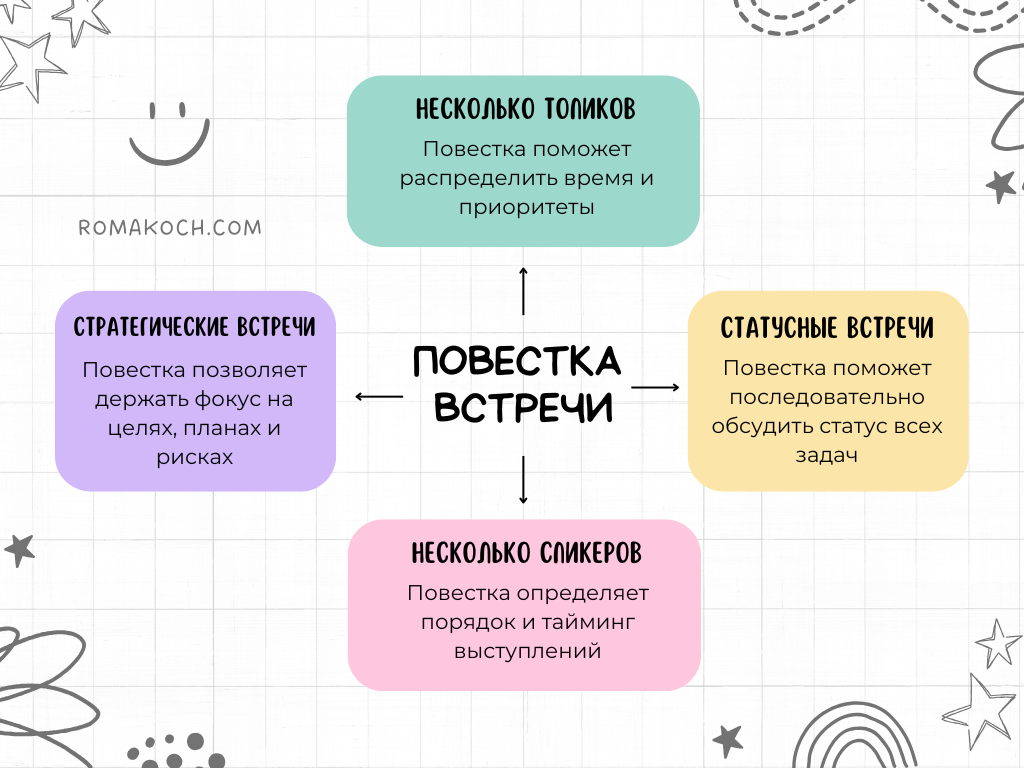 НЕСКОЛЬКО ТОПИКОВ
Повестка поможет
распределить время и
приоритеты
ROMAKOCH.COM
СТРАТЕГИЧЕСКИЕ ВСТРЕЧИ
Повестка позволяет
держать фокус на
целях, планах и
рисках
ПОВЕСТКА
ВСТРЕЧИ
СТАТУСНЫЕ ВСТРЕЧИ
Повестка поможет
последовательно
обсудить статус всех
задач
НЕСКОЛЬКО СПИКЕРОВ
Повестка определяет
порядок и тайминг
выступлений